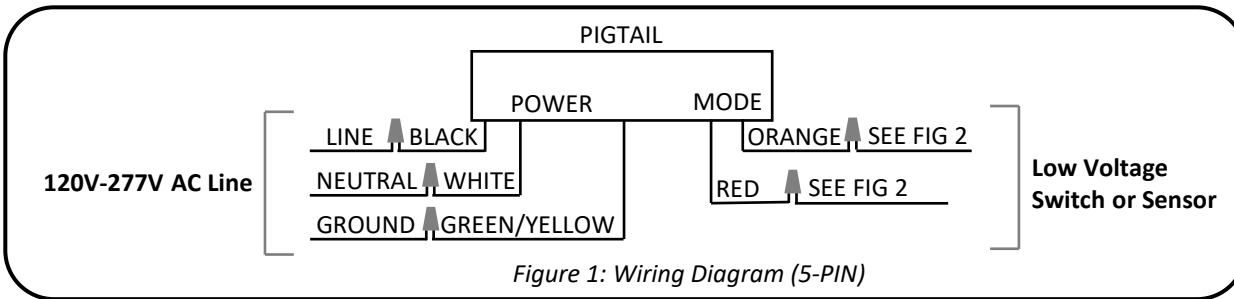 PIGTAIL
POWER MODE
LINE BLACK ORANGE SEE FIG 2
120V-277V AC Line
NEUTRAL WHITE RED SEE FIG 2
Low Voltage
Switch or Sensor
GROUND GREEN/YELLOW
Figure 1: Wiring Diagram (5-PIN)